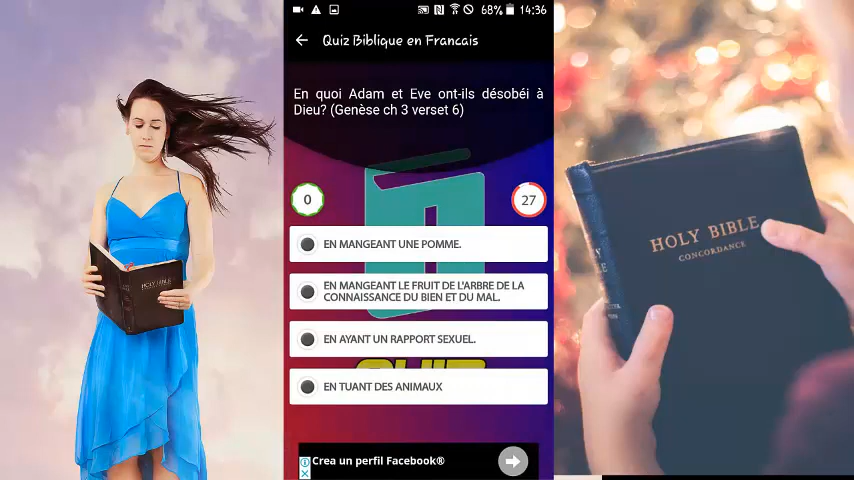 68% 14:36
Quiz Biblique en Francais
En quoi Adam et Eve ont-ils désobéi à
Dieu? (Genèse ch 3 verset 6)
0
27
EN MANGEANT UNE POMME.
EN MANGEANT LE FRUIT DE L'ARBRE DE LA
CONNAISSANCE DU BIEN ET DU MAL.
EN AYANT UN RAPPORT SEXUEL.
EN TUANT DES ANIMAUX
Crea un perfil Facebook®
HOLY BIBLE
HOLY BIBLE
CONCORDANCE